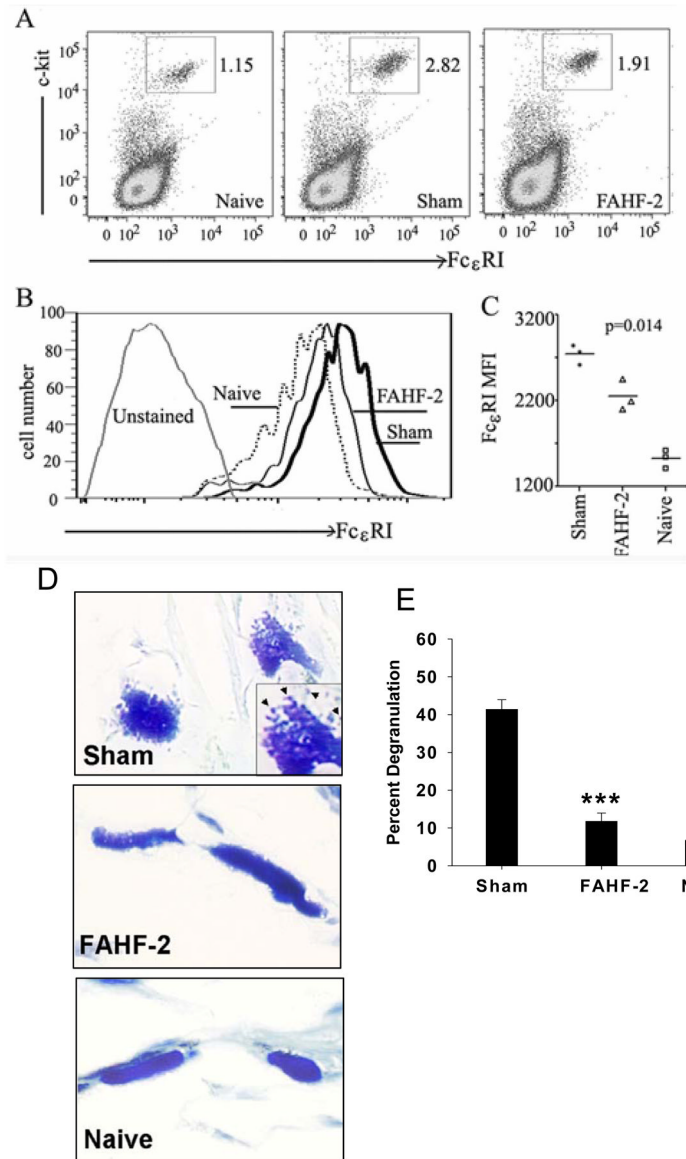 A
c-kit
10⁵
10⁴
10³
10²
0
1.15
Naive
2.82
Sham
1.91
FAHF-2
0 10² 10³ 10⁴ 10⁵
0 10² 10³ 10⁴ 10⁵
0 10² 10³ 10⁴ 10⁵
FcεRI
B
cell number
100
80
60
40
20
0
Unstained
Naive
FAHF-2
Sham
FcεRI
C
FcεRI MFI
3200
2200
1200
p=0.014
Sham
FAHF-2
Naive
D
Sham
FAHF-2
Naive
E
Percent Degranulation
60
50
40
30
20
10
0
***
Sham FAHF-2 N